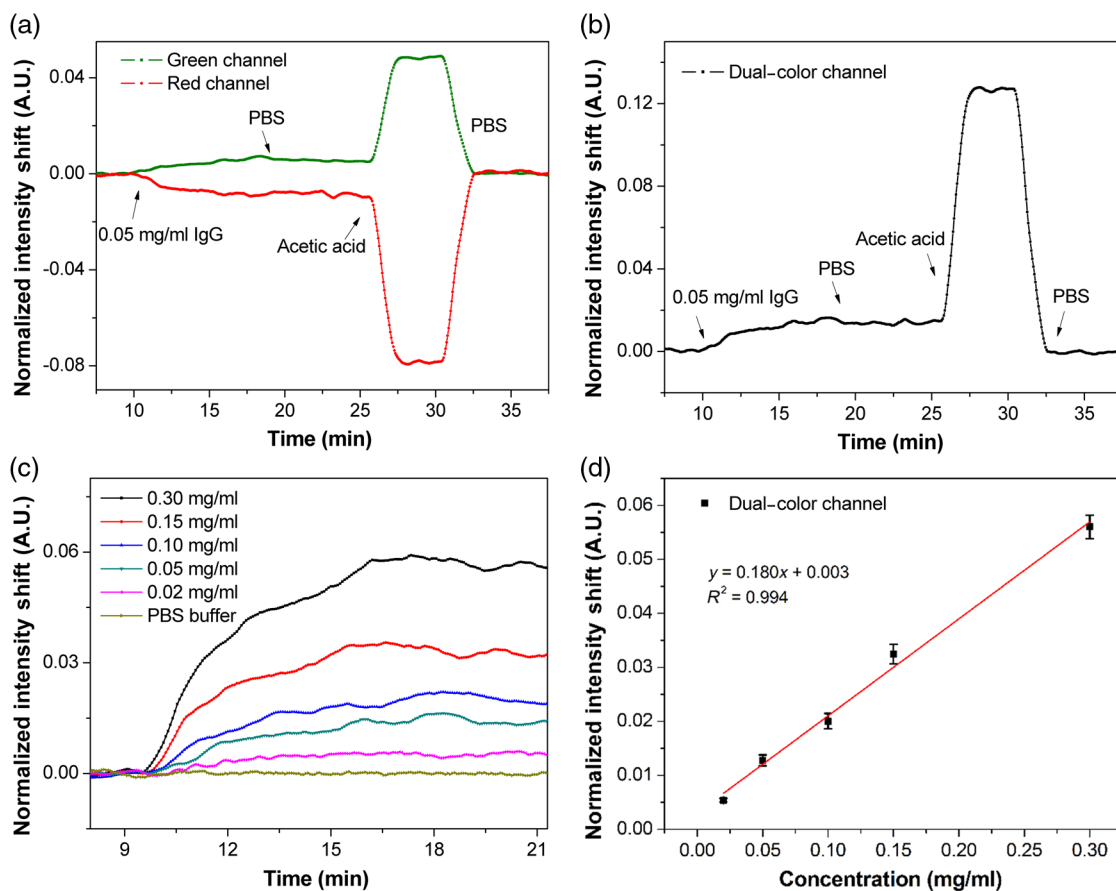 (a)
Normalized intensity shift (A.U.)
0.04
0.00
-0.04
-0.08
Green channel
Red channel
PBS
PBS
0.05 mg/ml IgG
Acetic acid
10 15 20 25 30 35
Time (min)
(b)
Normalized intensity shift (A.U.)
0.12
0.08
0.04
0.00
Dual-color channel
Acetic acid
PBS
0.05 mg/ml IgG
PBS
10 15 20 25 30 35
Time (min)
(c)
Normalized intensity shift (A.U.)
0.06
0.03
0.00
0.30 mg/ml
0.15 mg/ml
0.10 mg/ml
0.05 mg/ml
0.02 mg/ml
PBS buffer
9 12 15 18 21
Time (min)
(d)
Normalized intensity shift (A.U.)
0.06
0.05
0.04
0.03
0.02
0.01
0.00
Dual-color channel
y = 0.180x + 0.003
R² = 0.994
0.00 0.05 0.10 0.15 0.20 0.25 0.30
Concentration (mg/ml)